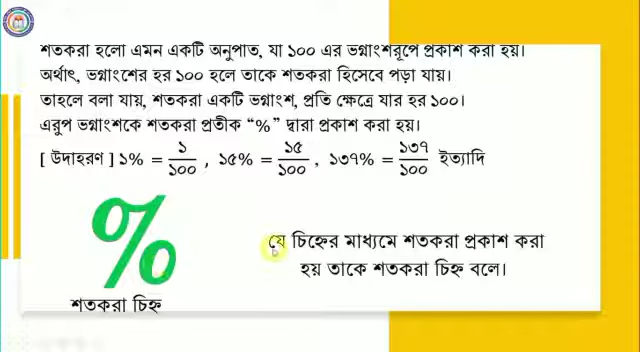 শতকরা হলো এমন একটি অনুপাত, যা ১০০ এর ভগ্নাংশরূপে প্রকাশ করা হয়।
অর্থাৎ, ভগ্নাংশের হর ১০০ হলে তাকে শতকরা হিসেবে পড়া যায়।
তাহলে বলা যায়, শতকরা একটি ভগ্নাংশ, প্রতি ক্ষেত্রে যার হর ১০০।
এরুপ ভগ্নাংশকে শতকরা প্রতীক “%” দ্বারা প্রকাশ করা হয়।
[ উদাহরণ ] ১% = ১/১০০ , ১৫% = ১৫/১০০ , ১৩৭% = ১৩৭/১০০ ইত্যাদি
%
যে চিহ্নের মাধ্যমে শতকরা প্রকাশ করা
হয় তাকে শতকরা চিহ্ন বলে।
শতকরা চিহ্ন